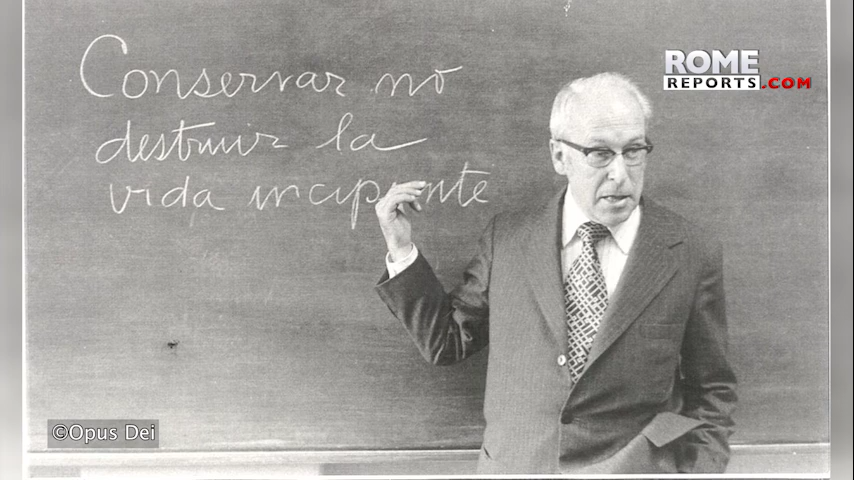 Conservar no
destruir la
vida incipiente
ROME
REPORTS.COM
©Opus Dei